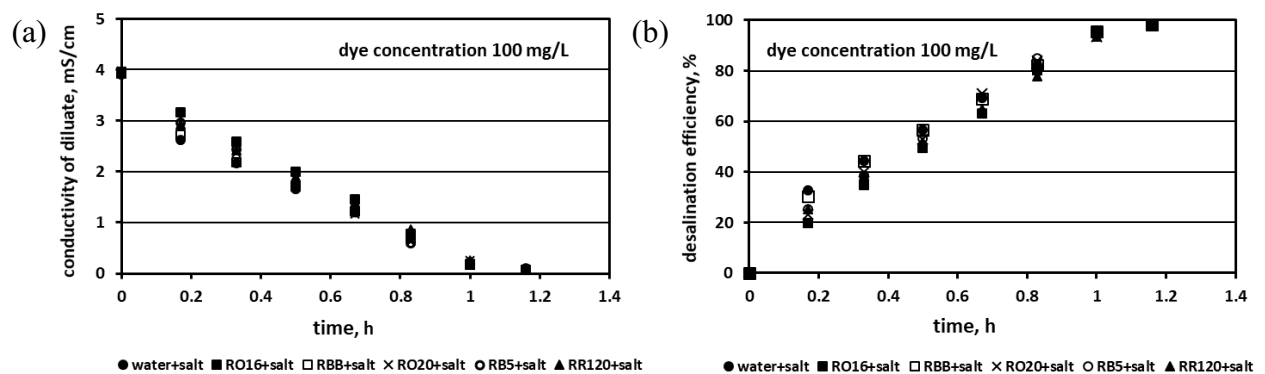 (a)
5
4
3
2
1
0
conductivity of diluate, mS/cm
dye concentration 100 mg/L
0 0.2 0.4 0.6 0.8 1 1.2 1.4
time, h
water+salt RO16+salt RBB+salt RO20+salt RB5+salt RR120+salt
(b)
100
80
60
40
20
0
desalination efficiency, %
dye concentration 100 mg/L
0 0.2 0.4 0.6 0.8 1 1.2 1.4
time, h
water+salt RO16+salt RBB+salt RO20+salt RB5+salt RR120+salt